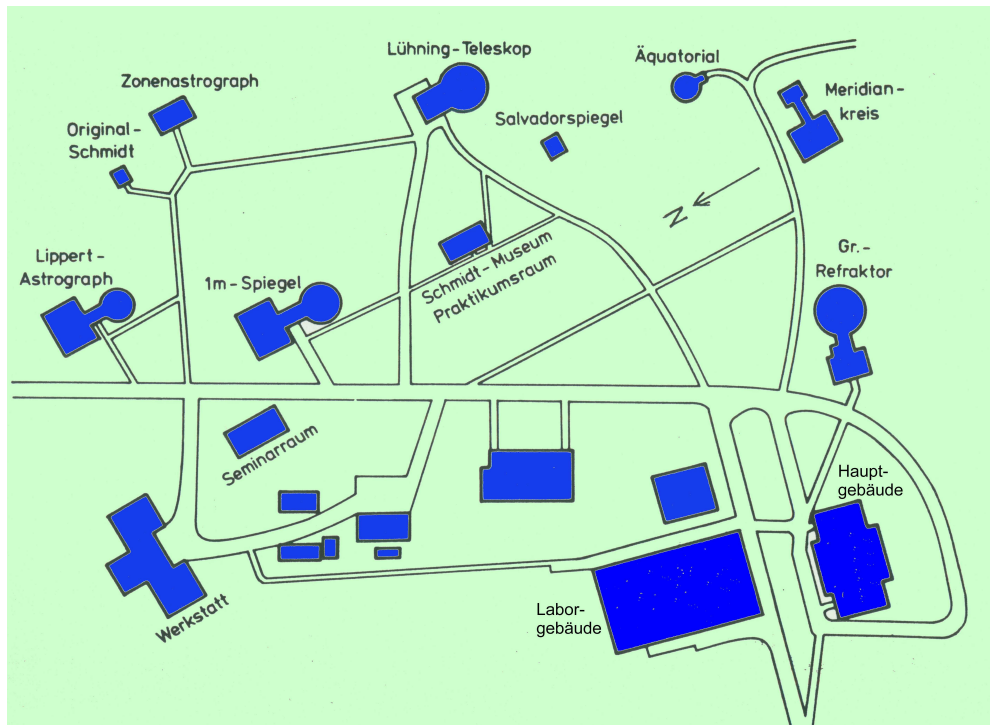 Lühning-Teleskop
Äquatorial
Zonenastrograph
Meridian-
kreis
Salvadorspiegel
Original-
Schmidt
N
Gr.-
Refraktor
Lippert-
Astrograph
1m-Spiegel
Schmidt-Museum
Praktikumsraum
Seminarraum
Haupt-
gebäude
Werkstatt
Labor-
gebäude